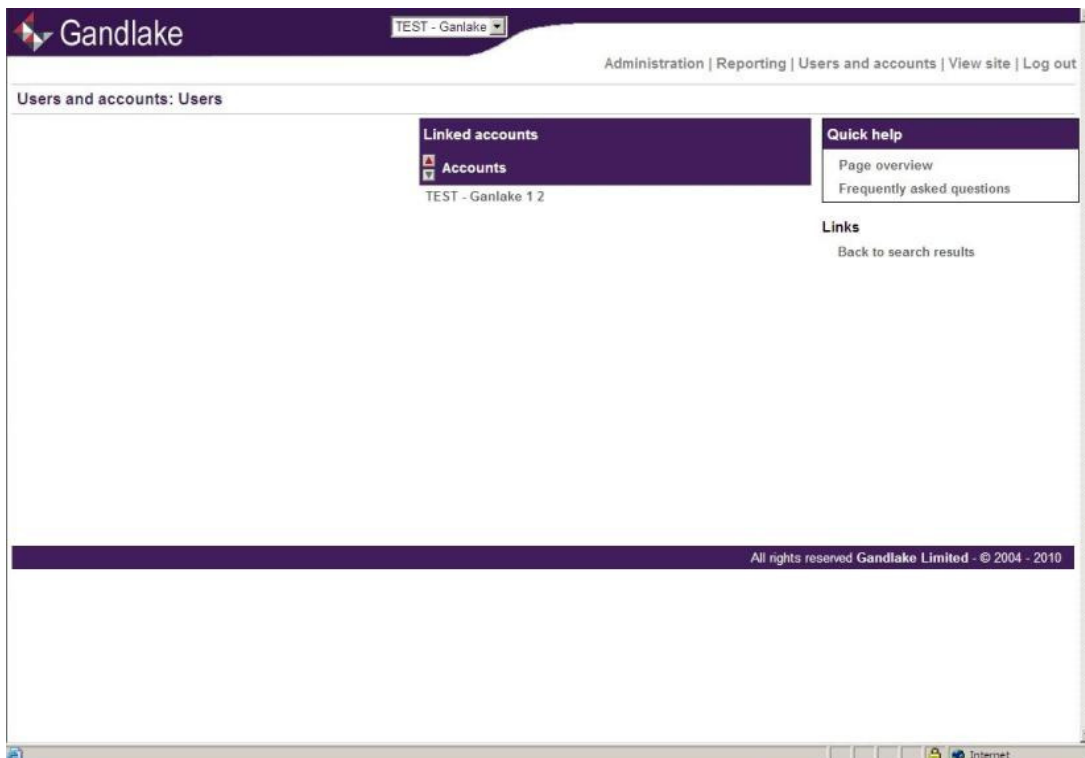 Gandlake
TEST - Ganlake
Administration | Reporting | Users and accounts | View site | Log out
Users and accounts: Users
Linked accounts
Accounts
TEST - Ganlake 1 2
Quick help
Page overview
Frequently asked questions
Links
Back to search results
All rights reserved Gandlake Limited - © 2004 - 2010
Internet